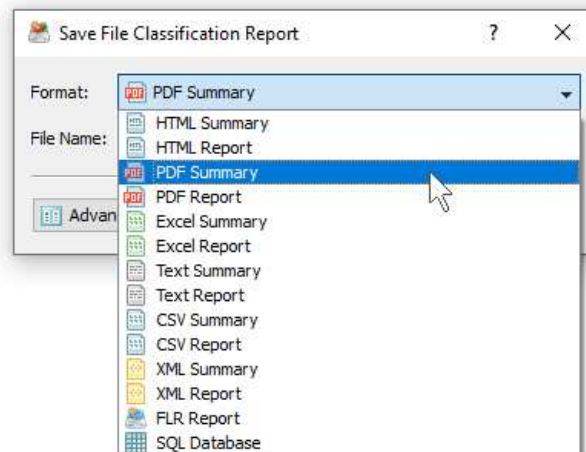 Save File Classification Report ?
Format: PDF Summary
File Name:
HTML Summary
HTML Report
PDF Summary
PDF Report
Excel Summary
Excel Report
Text Summary
Text Report
CSV Summary
CSV Report
XML Summary
XML Report
FLR Report
SQL Database